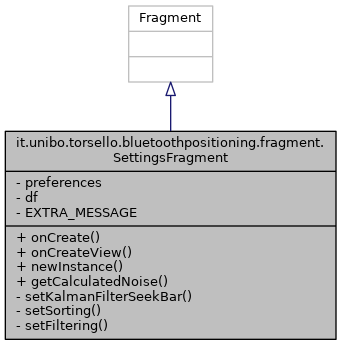 Fragment
it.unibo.torsello.bluetoothpositioning.fragment.
SettingsFragment
- preferences
- df
- EXTRA_MESSAGE
+ onCreate()
+ onCreateView()
+ newInstance()
+ getCalculatedNoise()
- setKalmanFilterSeekBar()
- setSorting()
- setFiltering()